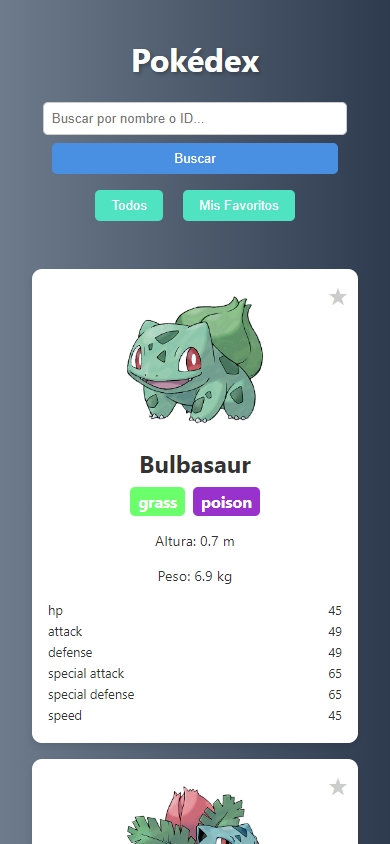 Pokédex
Buscar por nombre o ID...
Buscar
Todos Mis Favoritos
Bulbasaur
grass poison
Altura: 0.7 m
Peso: 6.9 kg
hp 45
attack 49
defense 49
special attack 65
special defense 65
speed 45